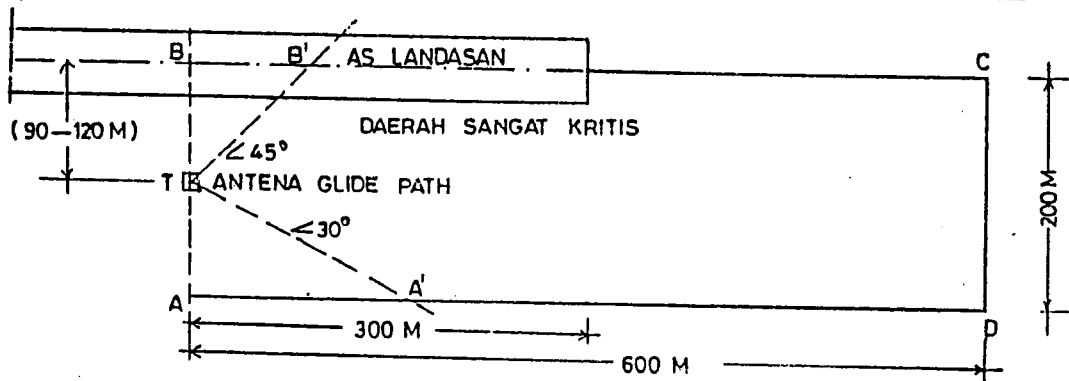 B B' AS LANDASAN C
(90-120 M) DAERAH SANGAT KRITIS
∠45°
T ANTENA GLIDE PATH
∠30°
200 M
A A'
300 M D
600 M